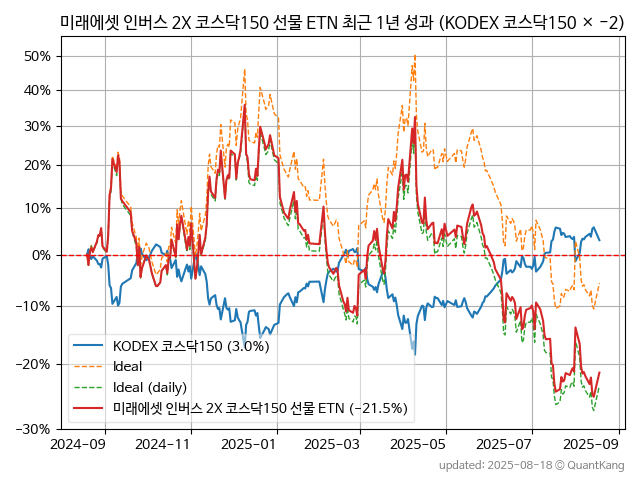 미래에셋 인버스 2X 코스닥150 선물 ETN 최근 1년 성과 (KODEX 코스닥150 × −2)
50%
40%
30%
20%
10%
0%
−10%
−20%
−30%
KODEX 코스닥150 (3.0%)
Ideal
Ideal (daily)
미래에셋 인버스 2X 코스닥150 선물 ETN (−21.5%)
2024-09 2024-11 2025-01 2025-03 2025-05 2025-07 2025-09
updated: 2025-08-18 © QuantKang